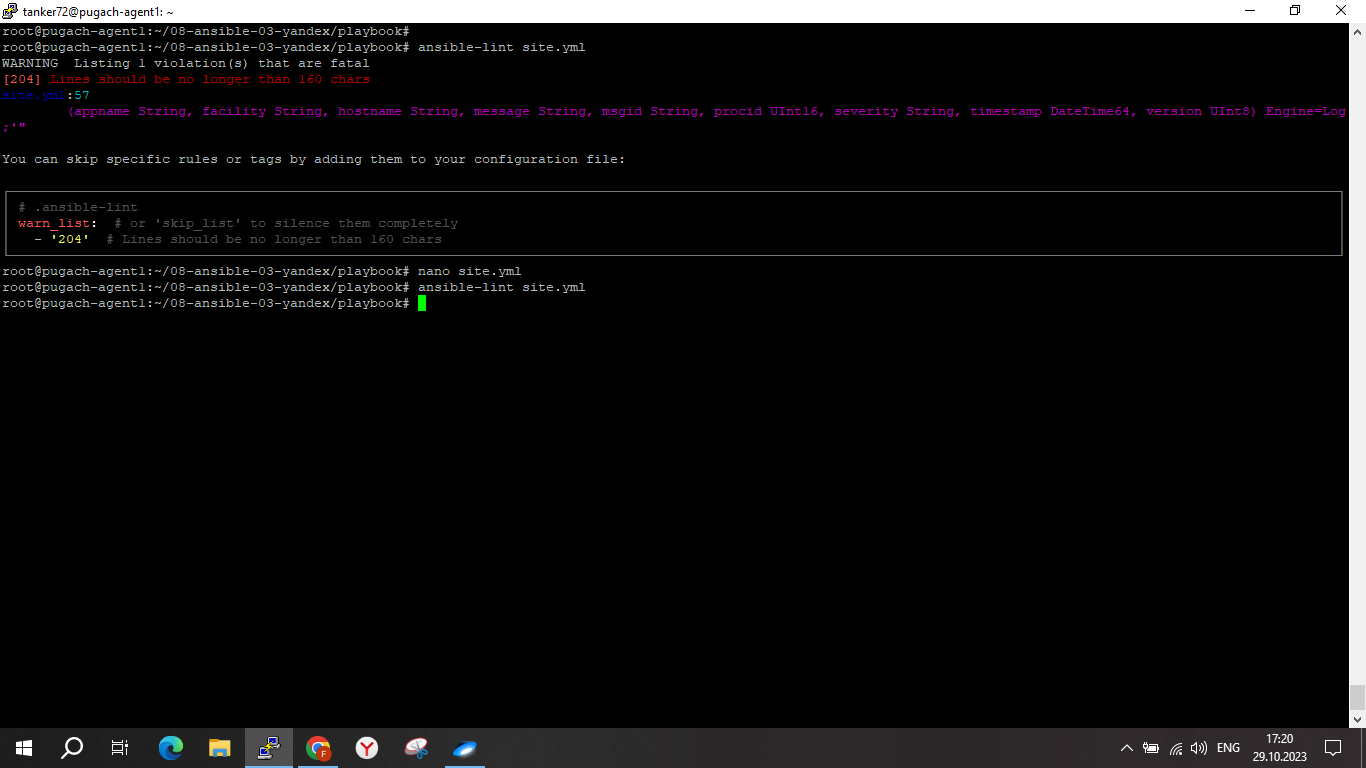 tanker72@pugach-agent1: ~
root@pugach-agent1:~/08-ansible-03-yandex/playbook#
root@pugach-agent1:~/08-ansible-03-yandex/playbook# ansible-lint site.yml
WARNING  Listing 1 violation(s) that are fatal
[204] Lines should be no longer than 160 chars
site.yml:57
        (appname String, facility String, hostname String, message String, msgid String, procid UInt16, severity String, timestamp DateTime64, version UInt8) Engine=Log
;'"
You can skip specific rules or tags by adding them to your configuration file:
# .ansible-lint
warn_list:  # or 'skip_list' to silence them completely
  - '204'  # Lines should be no longer than 160 chars
root@pugach-agent1:~/08-ansible-03-yandex/playbook# nano site.yml
root@pugach-agent1:~/08-ansible-03-yandex/playbook# ansible-lint site.yml
root@pugach-agent1:~/08-ansible-03-yandex/playbook#
F
Y
ENG
17:20
29.10.2023